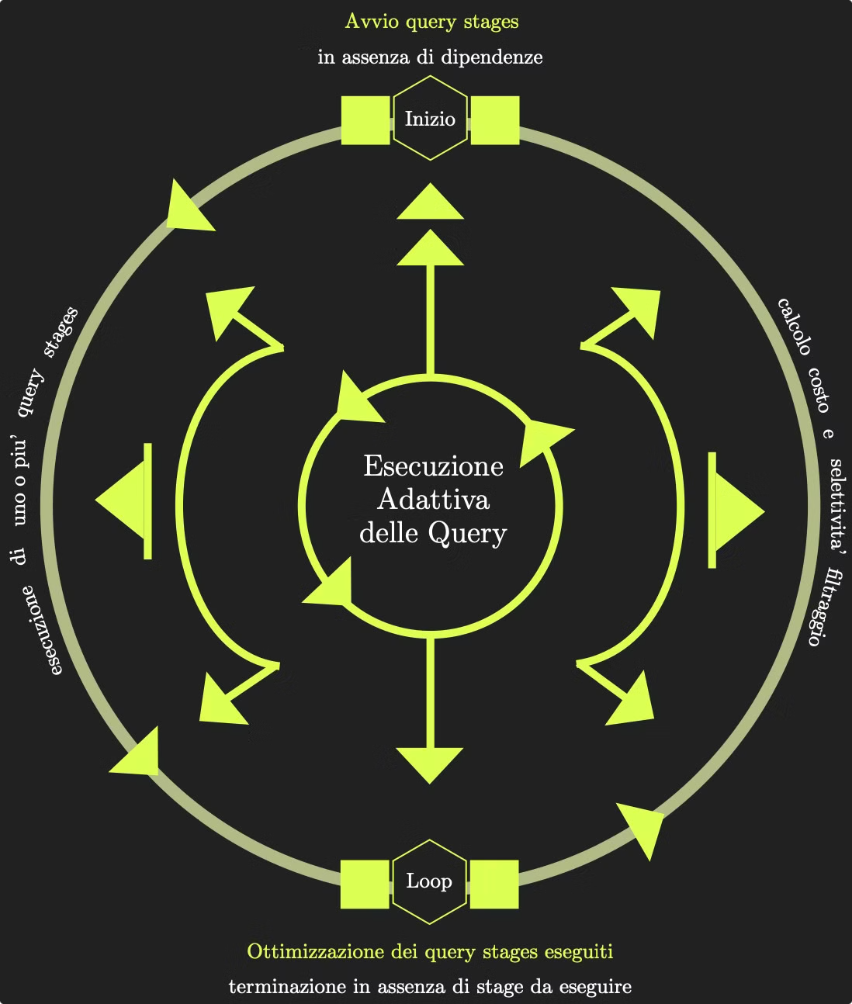 Avvio query stages
in assenza di dipendenze
Inizio
esecuzione di uno o piu' query stages
calcolo costo e selettivita' filtraggio
Esecuzione
Adattiva
delle Query
Loop
Ottimizzazione dei query stages eseguiti
terminazione in assenza di stage da eseguire